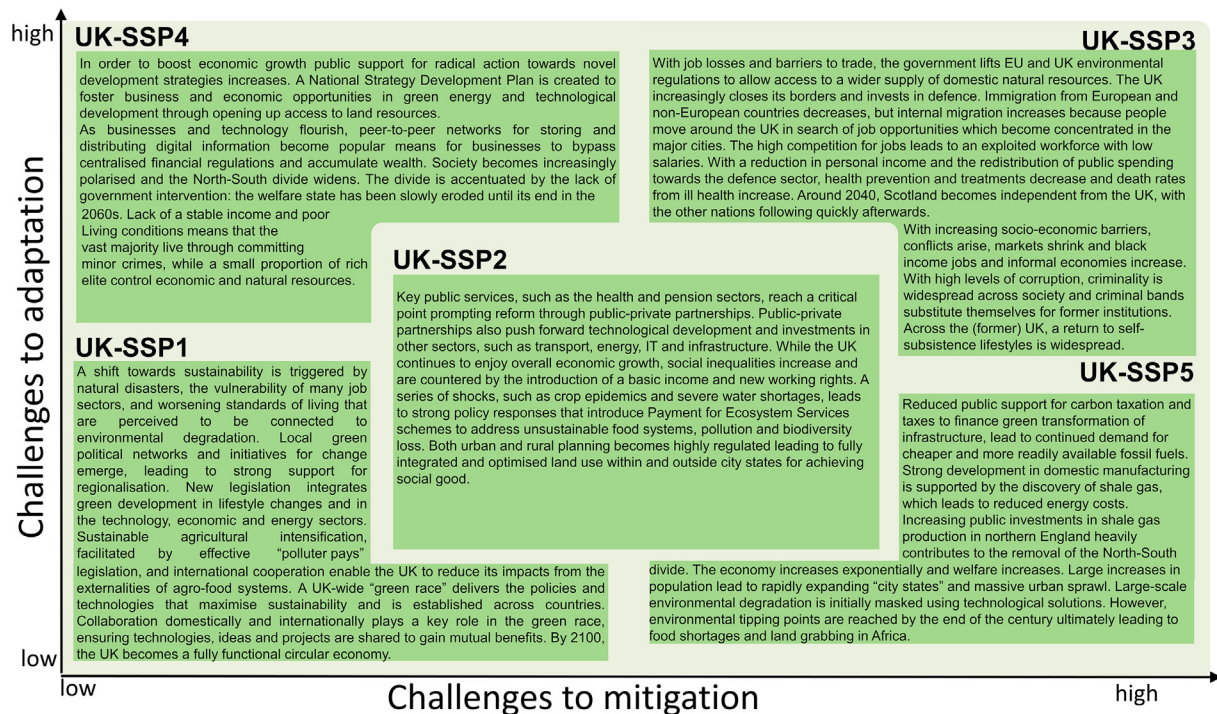 high
UK-SSP4
In order to boost economic growth public support for radical action towards novel
development strategies increases. A National Strategy Development Plan is created to
foster business and economic opportunities in green energy and technological
development through opening up access to land resources.
As businesses and technology flourish, peer-to-peer networks for storing and
distributing digital information become popular means for businesses to bypass
centralised financial regulations and accumulate wealth. Society becomes increasingly
polarised and the North-South divide widens. The divide is accentuated by the lack of
government intervention: the welfare state has been slowly eroded until its end in the
2060s. Lack of a stable income and poor
Living conditions means that the
vast majority live through committing
minor crimes, while a small proportion of rich
elite control economic and natural resources.
UK-SSP3
With job losses and barriers to trade, the government lifts EU and UK environmental
regulations to allow access to a wider supply of domestic natural resources. The UK
increasingly closes its borders and invests in defence. Immigration from European and
non-European countries decreases, but internal migration increases because people
move around the UK in search of job opportunities which become concentrated in the
major cities. The high competition for jobs leads to an exploited workforce with low
salaries. With a reduction in personal income and the redistribution of public spending
towards the defence sector, health prevention and treatments decrease and death rates
from ill health increase. Around 2040, Scotland becomes independent from the UK, with
the other nations following quickly afterwards.
With increasing socio-economic barriers,
conflicts arise, markets shrink and black
income jobs and informal economies increase.
With high levels of corruption, criminality is
widespread across society and criminal bands
substitute themselves for former institutions.
Across the (former) UK, a return to self-
subsistence lifestyles is widespread.
UK-SSP2
Key public services, such as the health and pension sectors, reach a critical
point prompting reform through public-private partnerships. Public-private
partnerships also push forward technological development and investments in
other sectors, such as transport, energy, IT and infrastructure. While the UK
continues to enjoy overall economic growth, social inequalities increase and
are countered by the introduction of a basic income and new working rights. A
series of shocks, such as crop epidemics and severe water shortages, leads
to strong policy responses that introduce Payment for Ecosystem Services
schemes to address unsustainable food systems, pollution and biodiversity
loss. Both urban and rural planning becomes highly regulated leading to fully
integrated and optimised land use within and outside city states for achieving
social good.
UK-SSP1
A shift towards sustainability is triggered by
natural disasters, the vulnerability of many job
sectors, and worsening standards of living that
are perceived to be connected to
environmental degradation. Local green
political networks and initiatives for change
emerge, leading to strong support for
regionalisation. New legislation integrates
green development in lifestyle changes and in
the technology, economic and energy sectors.
Sustainable agricultural intensification,
facilitated by effective “polluter pays”
legislation, and international cooperation enable the UK to reduce its impacts from the
externalities of agro-food systems. A UK-wide “green race” delivers the policies and
technologies that maximise sustainability and is established across countries.
Collaboration domestically and internationally plays a key role in the green race,
ensuring technologies, ideas and projects are shared to gain mutual benefits. By 2100,
the UK becomes a fully functional circular economy.
UK-SSP5
Reduced public support for carbon taxation and
taxes to finance green transformation of
infrastructure, lead to continued demand for
cheaper and more readily available fossil fuels.
Strong development in domestic manufacturing
is supported by the discovery of shale gas,
which leads to reduced energy costs.
Increasing public investments in shale gas
production in northern England heavily
contributes to the removal of the North-South
divide. The economy increases exponentially and welfare increases. Large increases in
population lead to rapidly expanding “city states” and massive urban sprawl. Large-scale
environmental degradation is initially masked using technological solutions. However,
environmental tipping points are reached by the end of the century ultimately leading to
food shortages and land grabbing in Africa.
Challenges to adaptation
low
low
Challenges to mitigation
high